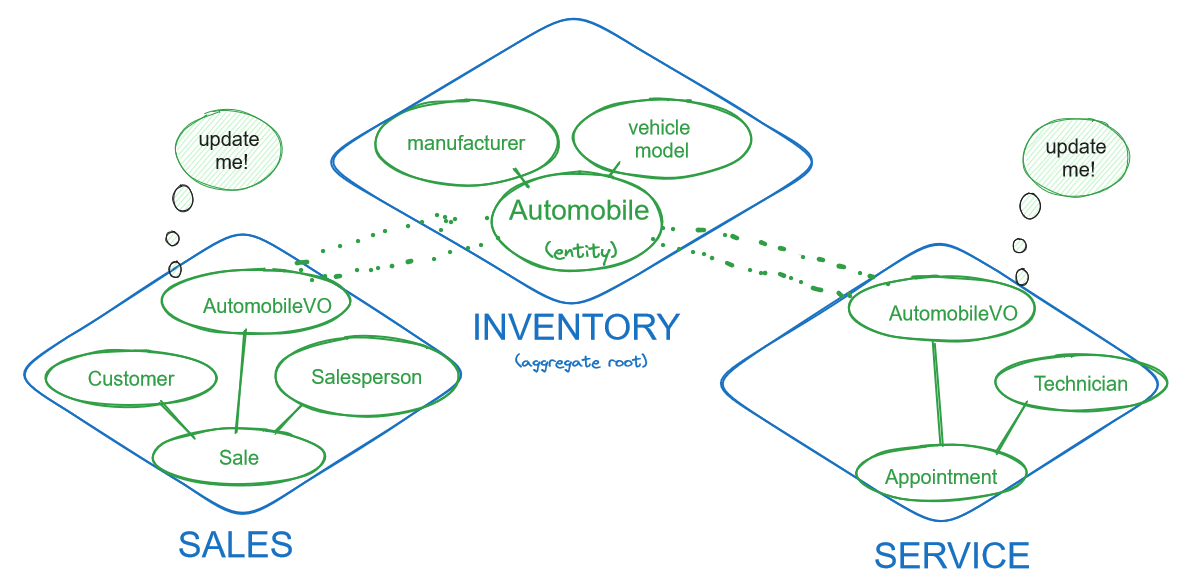 update
me!
manufacturer
vehicle
model
Automobile
(entity)
INVENTORY
(aggregate root)
AutomobileVO
Customer
Salesperson
Sale
SALES
update
me!
AutomobileVO
Technician
Appointment
SERVICE